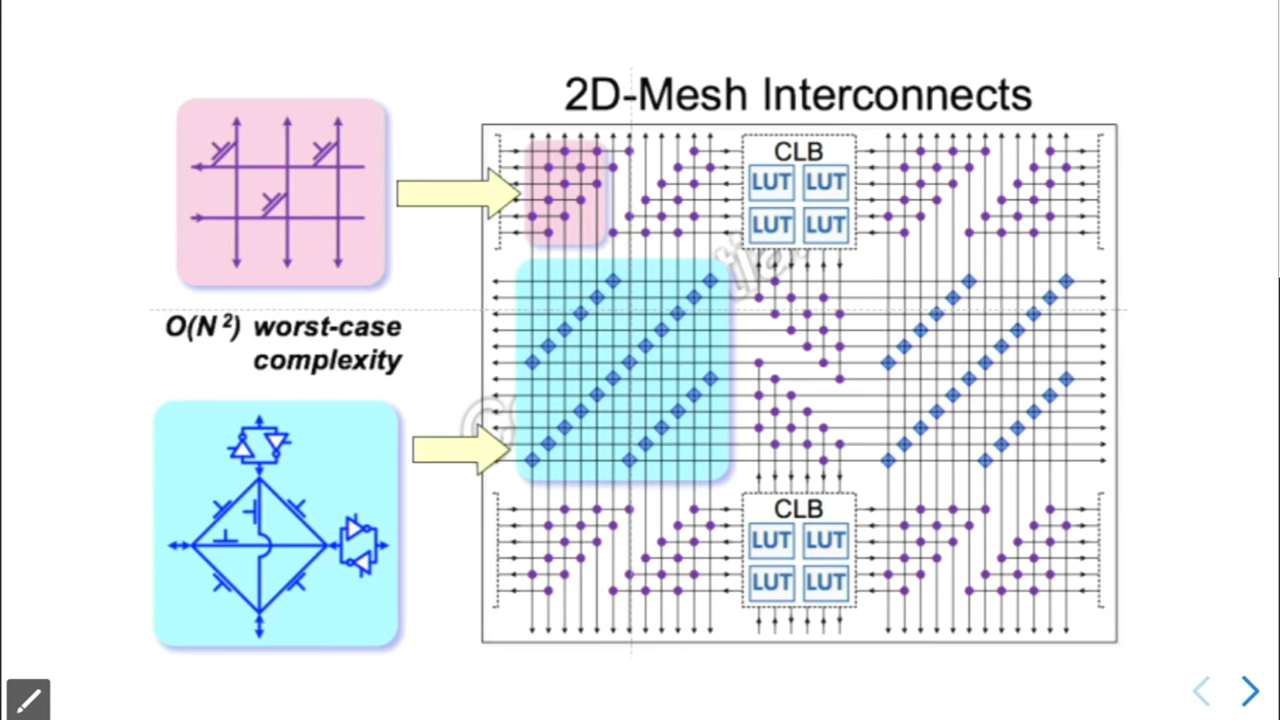 2D-Mesh Interconnects
CLB
LUT LUT
LUT LUT
O(N²) worst-case
complexity
CLB
LUT LUT
LUT LUT